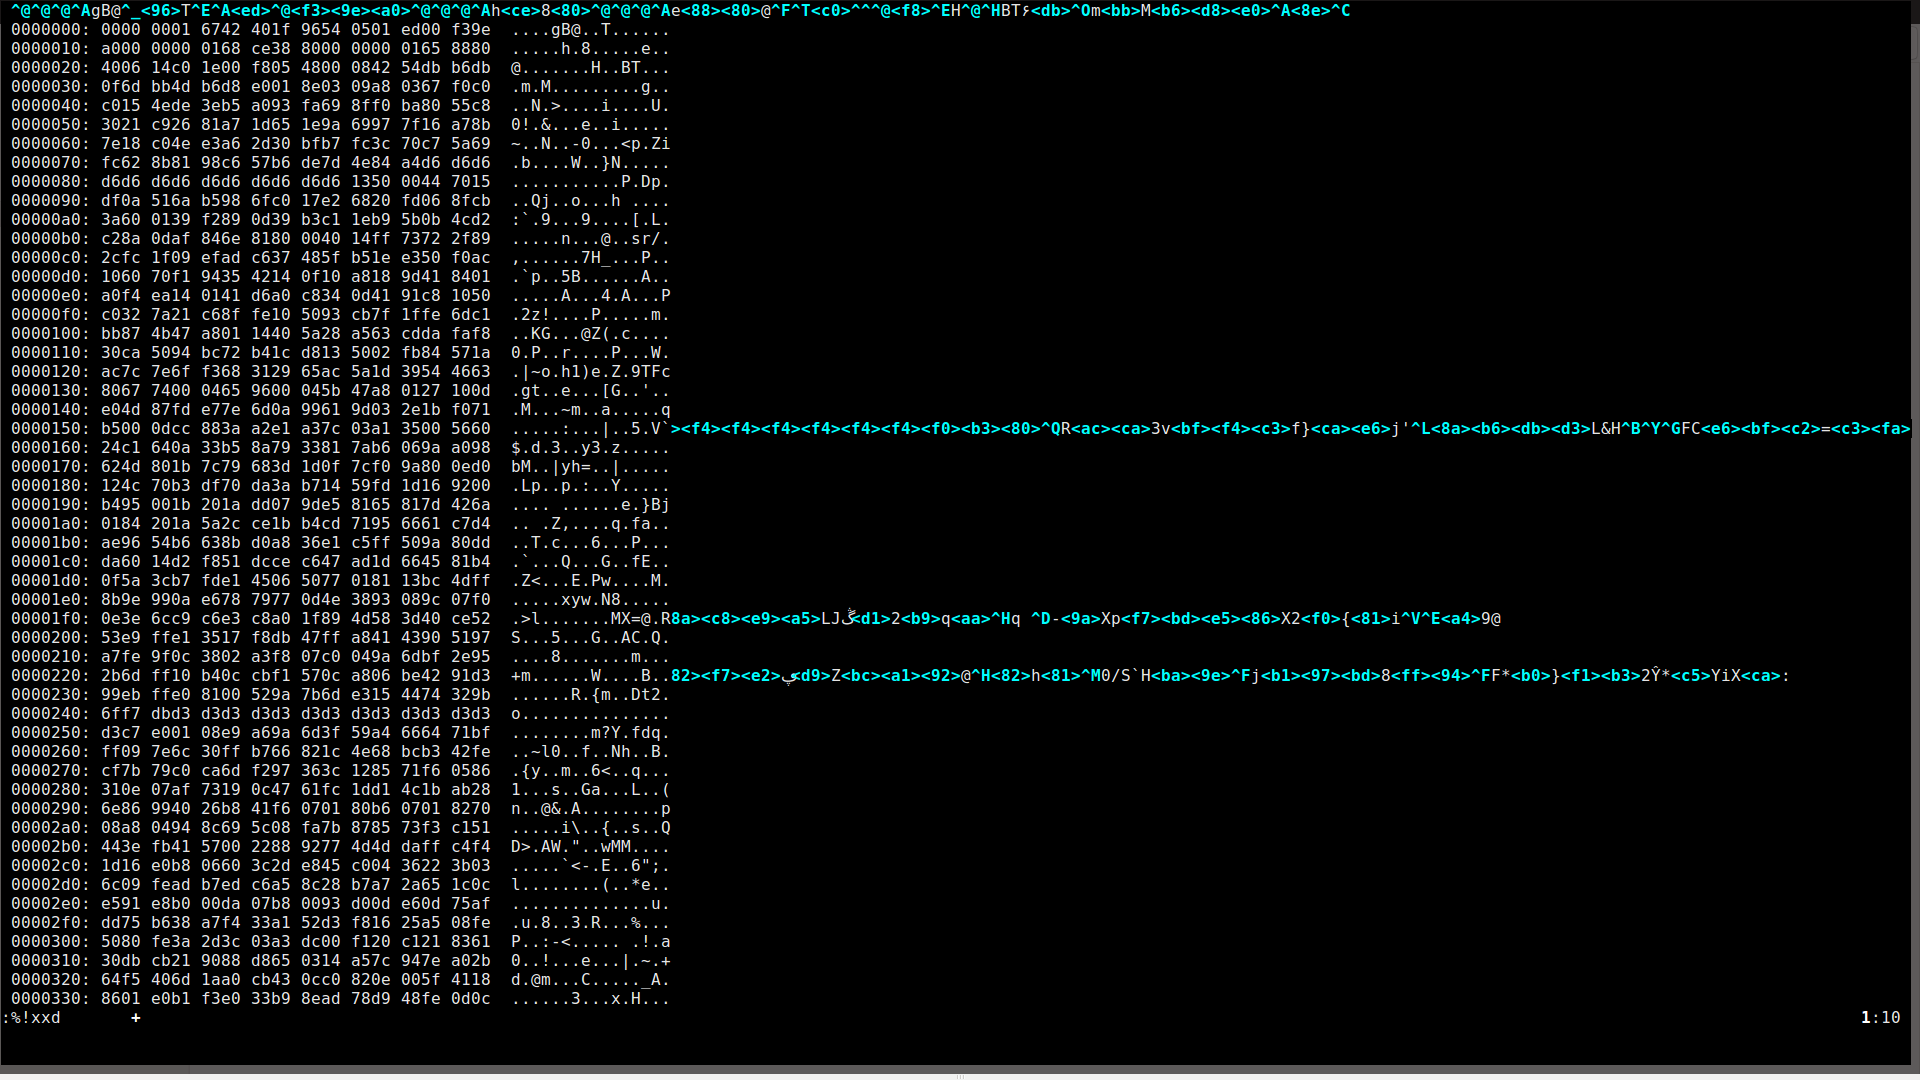 ^@^@^@^AgB@^_<96>T^E^A<ed>^@<f3><9e><a0>^@^@^@^Ah<ce>8<80>^@^@^@^Ae<88><80>@^F^T<c0>^^^@<f8>^EH^@^HBT۶<db>^Om<bb>M<b6><d8><e0>^A<8e>^C
0000000: 0000 0001 6742 401f 9654 0501 ed00 f39e  ....gB@..T......
0000010: a000 0000 0168 ce38 8000 0000 0165 8880  .....h.8.....e..
0000020: 4006 14c0 1e00 f805 4800 0842 54db b6db  @.......H..BT...
0000030: 0f6d bb4d b6d8 e001 8e03 09a8 0367 f0c0  .m.M.........g..
0000040: c015 4ede 3eb5 a093 fa69 8ff0 ba80 55c8  ..N.>....i....U.
0000050: 3021 c926 81a7 1d65 1e9a 6997 7f16 a78b  0!.&...e..i.....
0000060: 7e18 c04e e3a6 2d30 bfb7 fc3c 70c7 5a69  ~..N..-0...<p.Zi
0000070: fc62 8b81 98c6 57b6 de7d 4e84 a4d6 d6d6  .b....W..}N.....
0000080: d6d6 d6d6 d6d6 d6d6 d6d6 1350 0044 7015  ...........P.Dp.
0000090: df0a 516a b598 6fc0 17e2 6820 fd06 8fcb  ..Qj..o...h ....
00000a0: 3a60 0139 f289 0d39 b3c1 1eb9 5b0b 4cd2  :`.9...9....[.L.
00000b0: c28a 0daf 846e 8180 0040 14ff 7372 2f89  .....n...@..sr/.
00000c0: 2cfc 1f09 efad c637 485f b51e e350 f0ac  ,......7H_...P..
00000d0: 1060 70f1 9435 4214 0f10 a818 9d41 8401  .`p..5B......A..
00000e0: a0f4 ea14 0141 d6a0 c834 0d41 91c8 1050  .....A...4.A...P
00000f0: c032 7a21 c68f fe10 5093 cb7f 1ffe 6dc1  .2z!....P.....m.
0000100: bb87 4b47 a801 1440 5a28 a563 cdda faf8  ..KG...@Z(.c....
0000110: 30ca 5094 bc72 b41c d813 5002 fb84 571a  0.P..r....P...W.
0000120: ac7c 7e6f f368 3129 65ac 5a1d 3954 4663  .|~o.h1)e.Z.9TFc
0000130: 8067 7400 0465 9600 045b 47a8 0127 100d  .gt..e...[G..'..
0000140: e04d 87fd e77e 6d0a 9961 9d03 2e1b f071  .M...~m..a.....q
0000150: b500 0dcc 883a a2e1 a37c 03a1 3500 5660  .....:...|..5.V`><f4><f4><f4><f4><f4><f4><f0><b3><80>^QR<ac><ca>3v<bf><f4><c3>f}<ca><e6>j'^L<8a><b6><db><d3>L&H^B^Y^GFC<e6><bf><c2>=<c3><fa>
0000160: 24c1 640a 33b5 8a79 3381 7ab6 069a a098  $.d.3..y3.z.....
0000170: 624d 801b 7c79 683d 1d0f 7cf0 9a80 0ed0  bM..|yh=..|.....
0000180: 124c 70b3 df70 da3a b714 59fd 1d16 9200  .Lp..p.:..Y.....
0000190: b495 001b 201a dd07 9de5 8165 817d 426a  .... ......e.}Bj
00001a0: 0184 201a 5a2c ce1b b4cd 7195 6661 c7d4  .. .Z,....q.fa..
00001b0: ae96 54b6 638b d0a8 36e1 c5ff 509a 80dd  ..T.c...6...P...
00001c0: da60 14d2 f851 dcce c647 ad1d 6645 81b4  .`...Q...G..fE..
00001d0: 0f5a 3cb7 fde1 4506 5077 0181 13bc 4dff  .Z<...E.Pw....M.
00001e0: 8b9e 990a e678 7977 0d4e 3893 089c 07f0  .....xyw.N8.....
00001f0: 0e3e 6cc9 c6e3 c8a0 1f89 4d58 3d40 ce52  .>l.......MX=@.R8a><c8><e9><a5>LJ<d1>2<b9>q<aa>^Hq ^D-<9a>Xp<f7><bd><e5><86>X2<f0>{<81>i^V^E<a4>9@
0000200: 53e9 ffe1 3517 f8db 47ff a841 4390 5197  S...5...G..AC.Q.
0000210: a7fe 9f0c 3802 a3f8 07c0 049a 6dbf 2e95  ....8.......m...
0000220: 2b6d ff10 b40c cbf1 570c a806 be42 91d3  +m......W....B..82><f7><e2><d9>Z<bc><a1><92>@^H<82>h<81>^M0/S`H<ba><9e>^Fj<b1><97><bd>8<ff><94>^FF*<b0>}<f1><b3>2Ŷ*<c5>YiX<ca>:
0000230: 99eb ffe0 8100 529a 7b6d e315 4474 329b  ......R.{m..Dt2.
0000240: 6ff7 dbd3 d3d3 d3d3 d3d3 d3d3 d3d3 d3d3  o...............
0000250: d3c7 e001 08e9 a69a 6d3f 59a4 6664 71bf  ........m?Y.fdq.
0000260: ff09 7e6c 30ff b766 821c 4e68 bcb3 42fe  ..~l0..f..Nh..B.
0000270: cf7b 79c0 ca6d f297 363c 1285 71f6 0586  .{y..m..6<..q...
0000280: 310e 07af 7319 0c47 61fc 1dd1 4c1b ab28  1...s..Ga...L..(
0000290: 6e86 9940 26b8 41f6 0701 80b6 0701 8270  n..@&.A........p
00002a0: 08a8 0494 8c69 5c08 fa7b 8785 73f3 c151  .....i\..{..s..Q
00002b0: 443e fb41 5700 2288 9277 4d4d daff c4f4  D>.AW."..wMM....
00002c0: 1d16 e0b8 0660 3c2d e845 c004 3622 3b03  .....`<-.E..6";.
00002d0: 6c09 fead b7ed c6a5 8c28 b7a7 2a65 1c0c  l........(..*e..
00002e0: e591 e8b0 00da 07b8 0093 d00d e60d 75af  ..............u.
00002f0: dd75 b638 a7f4 33a1 52d3 f816 25a5 08fe  .u.8..3.R...%...
0000300: 5080 fe3a 2d3c 03a3 dc00 f120 c121 8361  P..:-<..... .!.a
0000310: 30db cb21 9088 d865 0314 a57c 947e a02b  0..!...e...|.~.+
0000320: 64f5 406d 1aa0 cb43 0cc0 820e 005f 4118  d.@m...C....._A.
0000330: 8601 e0b1 f3e0 33b9 8ead 78d9 48fe 0d0c  ......3...x.H...
:%!xxd       +       1:10